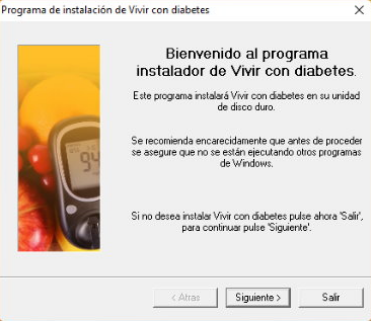 Programa de instalación de Vivir con diabetes
Bienvenido al programa
instalador de Vivir con diabetes.
Este programa instalará Vivir con diabetes en su unidad
de disco duro.
Se recomienda encarecidamente que antes de proceder
se asegure que no se están ejecutando otros programas
de Windows.
94
Si no desea instalar Vivir con diabetes pulse ahora 'Salir',
para continuar pulse 'Siguiente'.
< Atras
Siguiente >
Salir